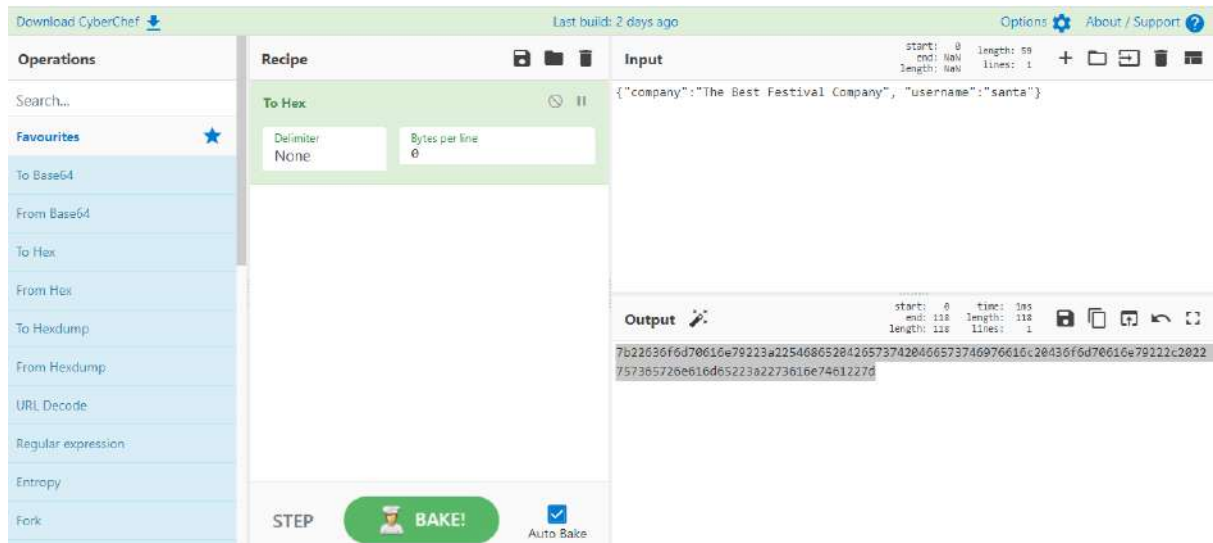 Download CyberChef
Last build: 2 days ago
Options
About / Support
Operations
Search...
Favourites
To Base64
From Base64
To Hex
From Hex
To Hexdump
From Hexdump
URL Decode
Regular expression
Entropy
Fork
Recipe
To Hex
Delimiter
None
Bytes per line
0
STEP
BAKE!
Auto Bake
Input
start: 0
end: NaN
length: NaN
length: 59
lines: 1
{"company":"The Best Festival Company", "username":"santa"}
Output
start: 0
end: 118
length: 118
time: 1ms
length: 118
lines: 1
7b22636f6d70616e79223a22546865204265737420466573746976616c20436f6d70616e79222c2022
757365726e616d65223a2273616e7461227d